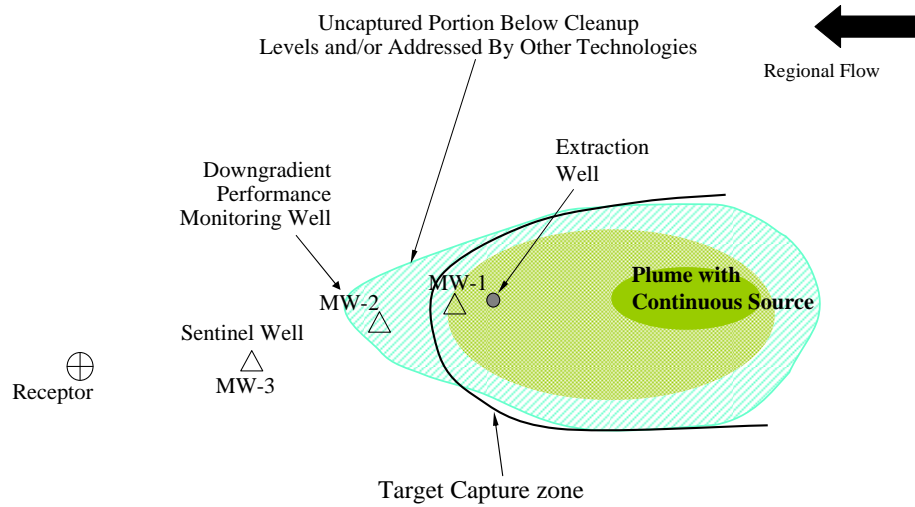 Uncaptured Portion Below Cleanup
Levels and/or Addressed By Other Technologies
Regional Flow
Extraction
Well
Downgradient
Performance
Monitoring Well
Plume with
Continuous Source
MW-1
MW-2
Sentinel Well
MW-3
Receptor
Target Capture zone